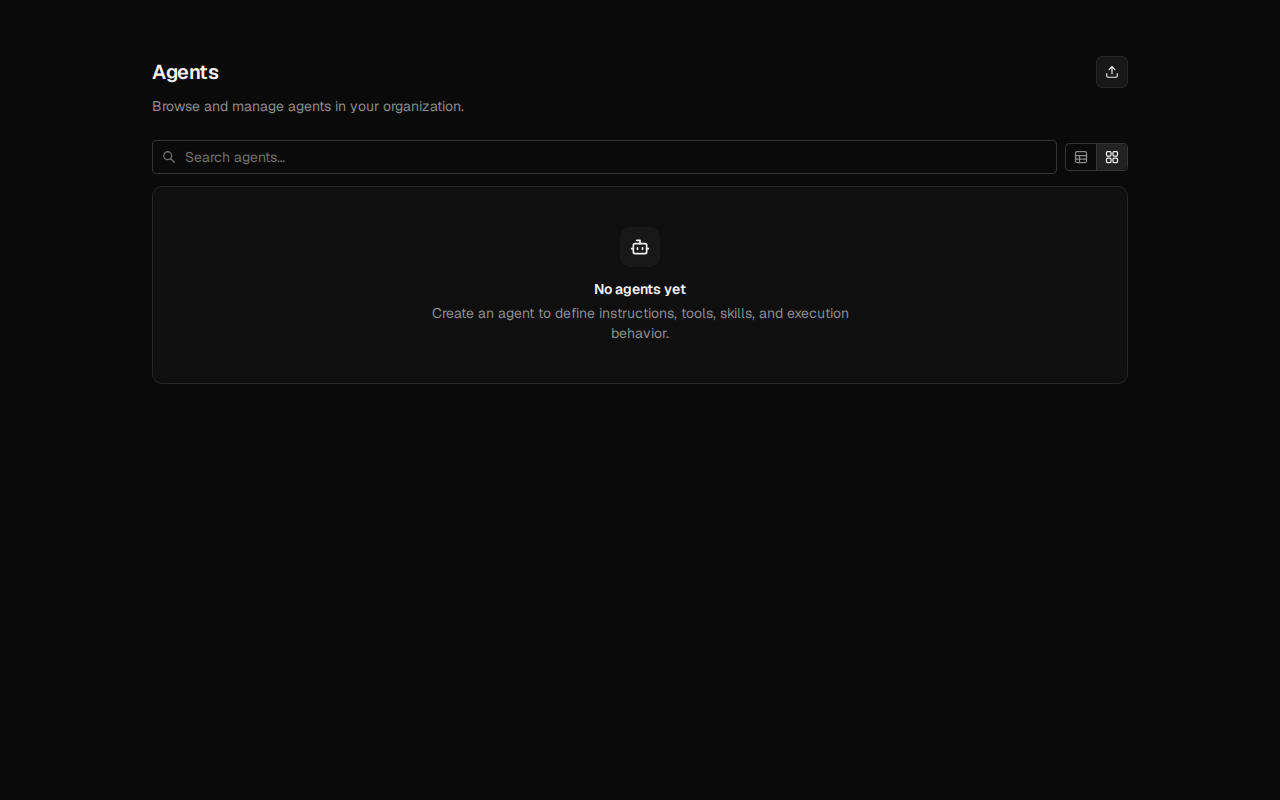 Agents
Browse and manage agents in your organization.
Search agents...
No agents yet
Create an agent to define instructions, tools, skills, and execution
behavior.